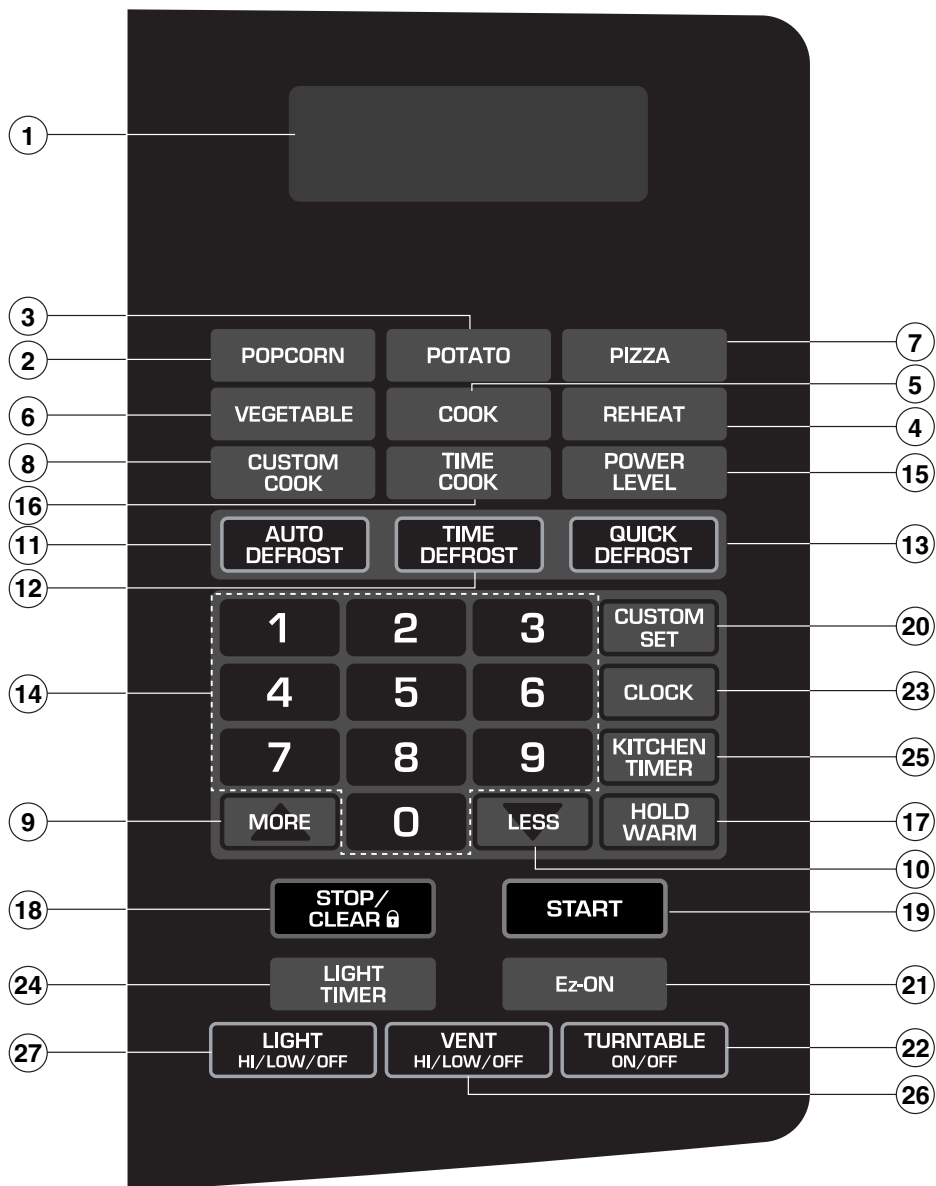 1
3
2
POPCORN
POTATO
PIZZA
7
5
6
VEGETABLE
COOK
REHEAT
4
8
CUSTOM
COOK
TIME
COOK
POWER
LEVEL
15
16
11
AUTO
DEFROST
TIME
DEFROST
QUICK
DEFROST
13
12
1
2
3
CUSTOM
SET
20
14
4
5
6
CLOCK
23
7
8
9
KITCHEN
TIMER
25
9
MORE
0
LESS
HOLD
WARM
17
10
18
STOP/
CLEAR
START
19
24
LIGHT
TIMER
Ez-ON
21
27
LIGHT
HI/LOW/OFF
VENT
HI/LOW/OFF
TURNTABLE
ON/OFF
22
26